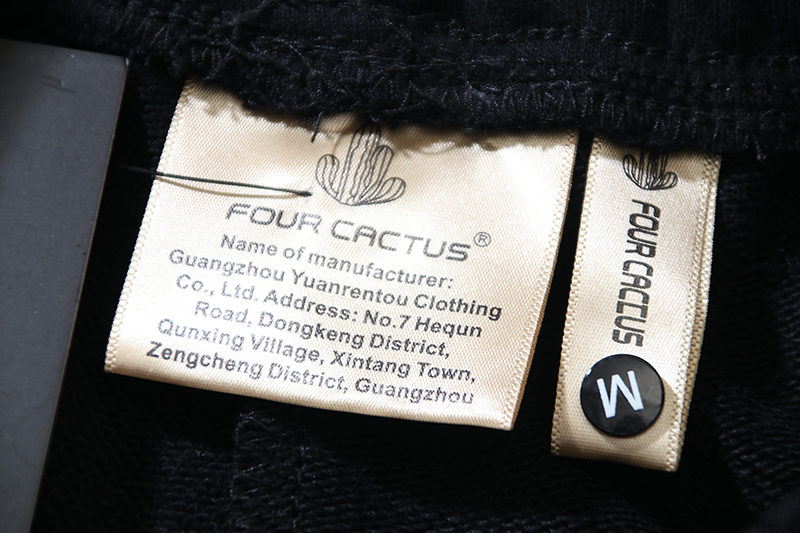 FOUR CACTUS®
Name of manufacturer:
Guangzhou Yuanrentou Clothing
Co., Ltd. Address: No.7 Hequn
Road, Dongkeng District,
Qunxing Village, Xintang Town,
Zengcheng District, Guangzhou
FOUR CACTUS
M